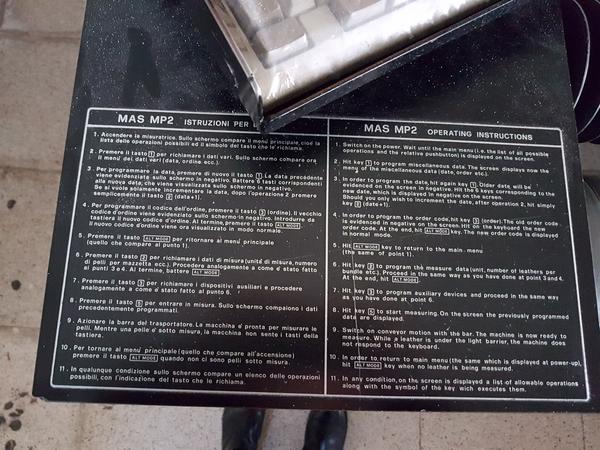 MAS MP2 ISTRUZIONI PER
1. Accendere la misuratrice. Sullo schermo compare il menù principale, cioè la
lista delle operazioni possibili ed il simbolo del tasto che le richiama.
2. Premere il tasto 1 per richiamare i dati vari. Sullo schermo compare ora
il menù dei dati vari (data, ordine ecc.).
3. Per programmare la data, premere di nuovo il tasto 1. La data precedente
viene evidenziata sullo schermo in negativo. Battere 6 tasti corrispondenti
alla nuova data, che viene visualizzata sullo schermo in negativo.
Se si vuole solamente incrementare la data, dopo l'operazione 2 premere
semplicemente il tasto 2 (data+1).
4. Per programmare il codice dell'ordine, premere il tasto 3 (ordine). Il vecchio
codice d'ordine viene evidenziato sullo schermo in negativo. Introdurre da
tastiera il nuovo codice d'ordine. Al termine, premere il tasto ALT MODE
Il nuovo codice d'ordine viene ora visualizzato in modo normale.
5. Premere il tasto ALT MODE per ritornare al menù principale
(quello che compare al punto 1).
6. Premere il tasto 2 per richiamare i dati di misura (unità di misura, numero
di pelli per mazzetta ecc.). Procedere analogamente a come è stato fatto
ai punti 3 e 4. Al termine, battere ALT MODE
7. Premere il tasto 3 per richiamare i dispositivi ausiliari e procedere
analogamente a come è stato fatto al punto 6.
8. Premere il tasto 5 per entrare in misura. Sullo schermo compaiono i dati
precedentemente programmati.
9. Azionare la barra del trasportatore. La macchina è pronta per misurare le
pelli. Mentre una pelle è sotto misura, la macchina non sente i tasti della
tastiera.
10. Per tornare al menù principale (quello che compare all'accensione)
premere il tasto ALT MODE quando non ci sono pelli sotto misura.
11. In qualunque condizione sullo schermo compare un elenco delle operazioni
possibili, con l'indicazione del tasto che le richiama.
MAS MP2 OPERATING INSTRUCTIONS
1. Switch on the power. Wait until the main menu (i.e. the list of all possible
operations and the relative pushbutton) is displayed on the screen.
2. Hit key 1 to program miscellaneous data. The screen displays now the
menu of the miscellaneous data (date, order etc.).
3. In order to program the date, hit again key 1. Older date, will be
evidenced on the screen in negative. Hit the 6 keys corresponding to the
new date, which is displayed in negative on the screen.
Should you only wish to increment the date, after operation 2, hit simply
key 2 (date+1).
4. In order to program the order code, hit key 3 (order). The old order code
is evidenced in negative on the screen. Hit on the keyboard the new
order code. At the end, hit ALT MODE. The new order code is displayed
in normal mode.
5. Hit ALT MODE key to return to the main menu
(the same of point 1).
6. Hit key 2 to program the measure data (unit, number of leathers per
bundle etc.). Proceed in the same way as you have done at point 3 and 4.
At the end, hit ALT MODE.
7. Hit key 3 to program auxiliary devices and proceed in the same way
as you have done at point 6.
8. Hit key 5 to start measuring. On the screen the previously programmed
data are displayed.
9. Switch on conveyor motion with the bar. The machine is now ready to
measure. While a leather is under the light barrier, the machine does
not respond to the keyboard.
10. In order to return to main menu (the same which is displayed at power-up),
hit ALT MODE key when no leather is being measured.
11. In any condition, on the screen is displayed a list of allowable operations
along with the symbol of the key wich executes them.